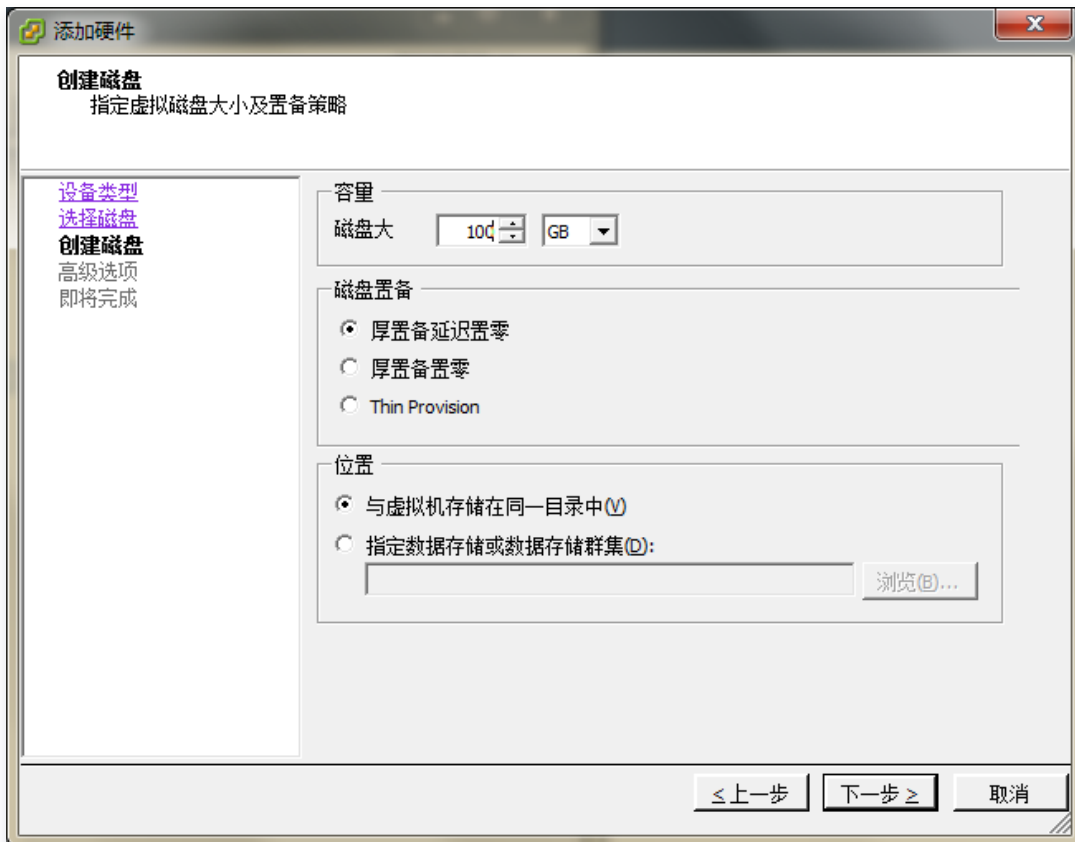 添加硬件
创建磁盘
指定虚拟磁盘大小及置备策略
设备类型
选择磁盘
创建磁盘
高级选项
即将完成
容量
磁盘大
100 GB
磁盘置备
厚置备延迟置零
厚置备置零
Thin Provision
位置
与虚拟机存储在同一目录中(V)
指定数据存储或数据存储群集(D):
浏览(B)...
≤上一步 下一步≥ 取消